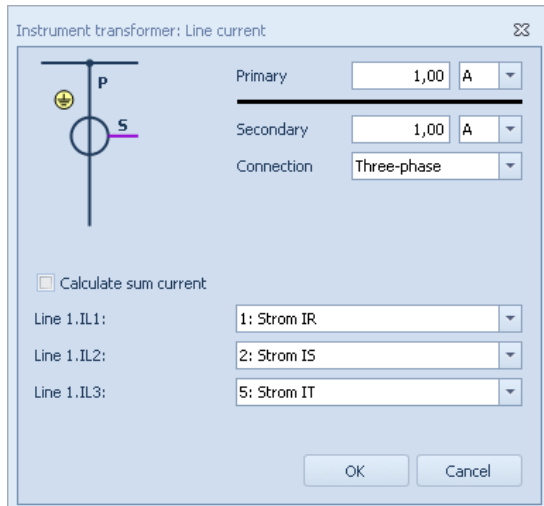 Instrument transformer: Line current
P
S
Primary 1,00 A
Secondary 1,00 A
Connection Three-phase
Calculate sum current
Line 1.IL1: 1: Strom IR
Line 1.IL2: 2: Strom IS
Line 1.IL3: 5: Strom IT
OK Cancel